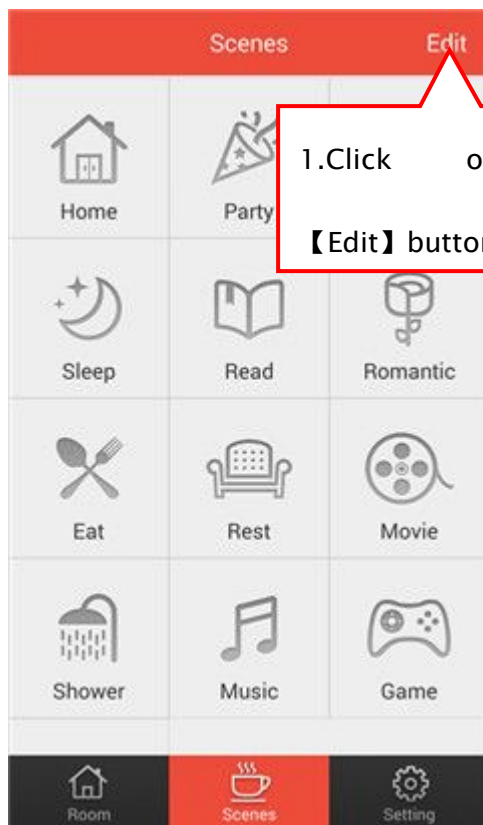 Scenes Edit
1.Click
【Edit】
Home Party
Sleep Read Romantic
Eat Rest Movie
Shower Music Game
Room Scenes Setting